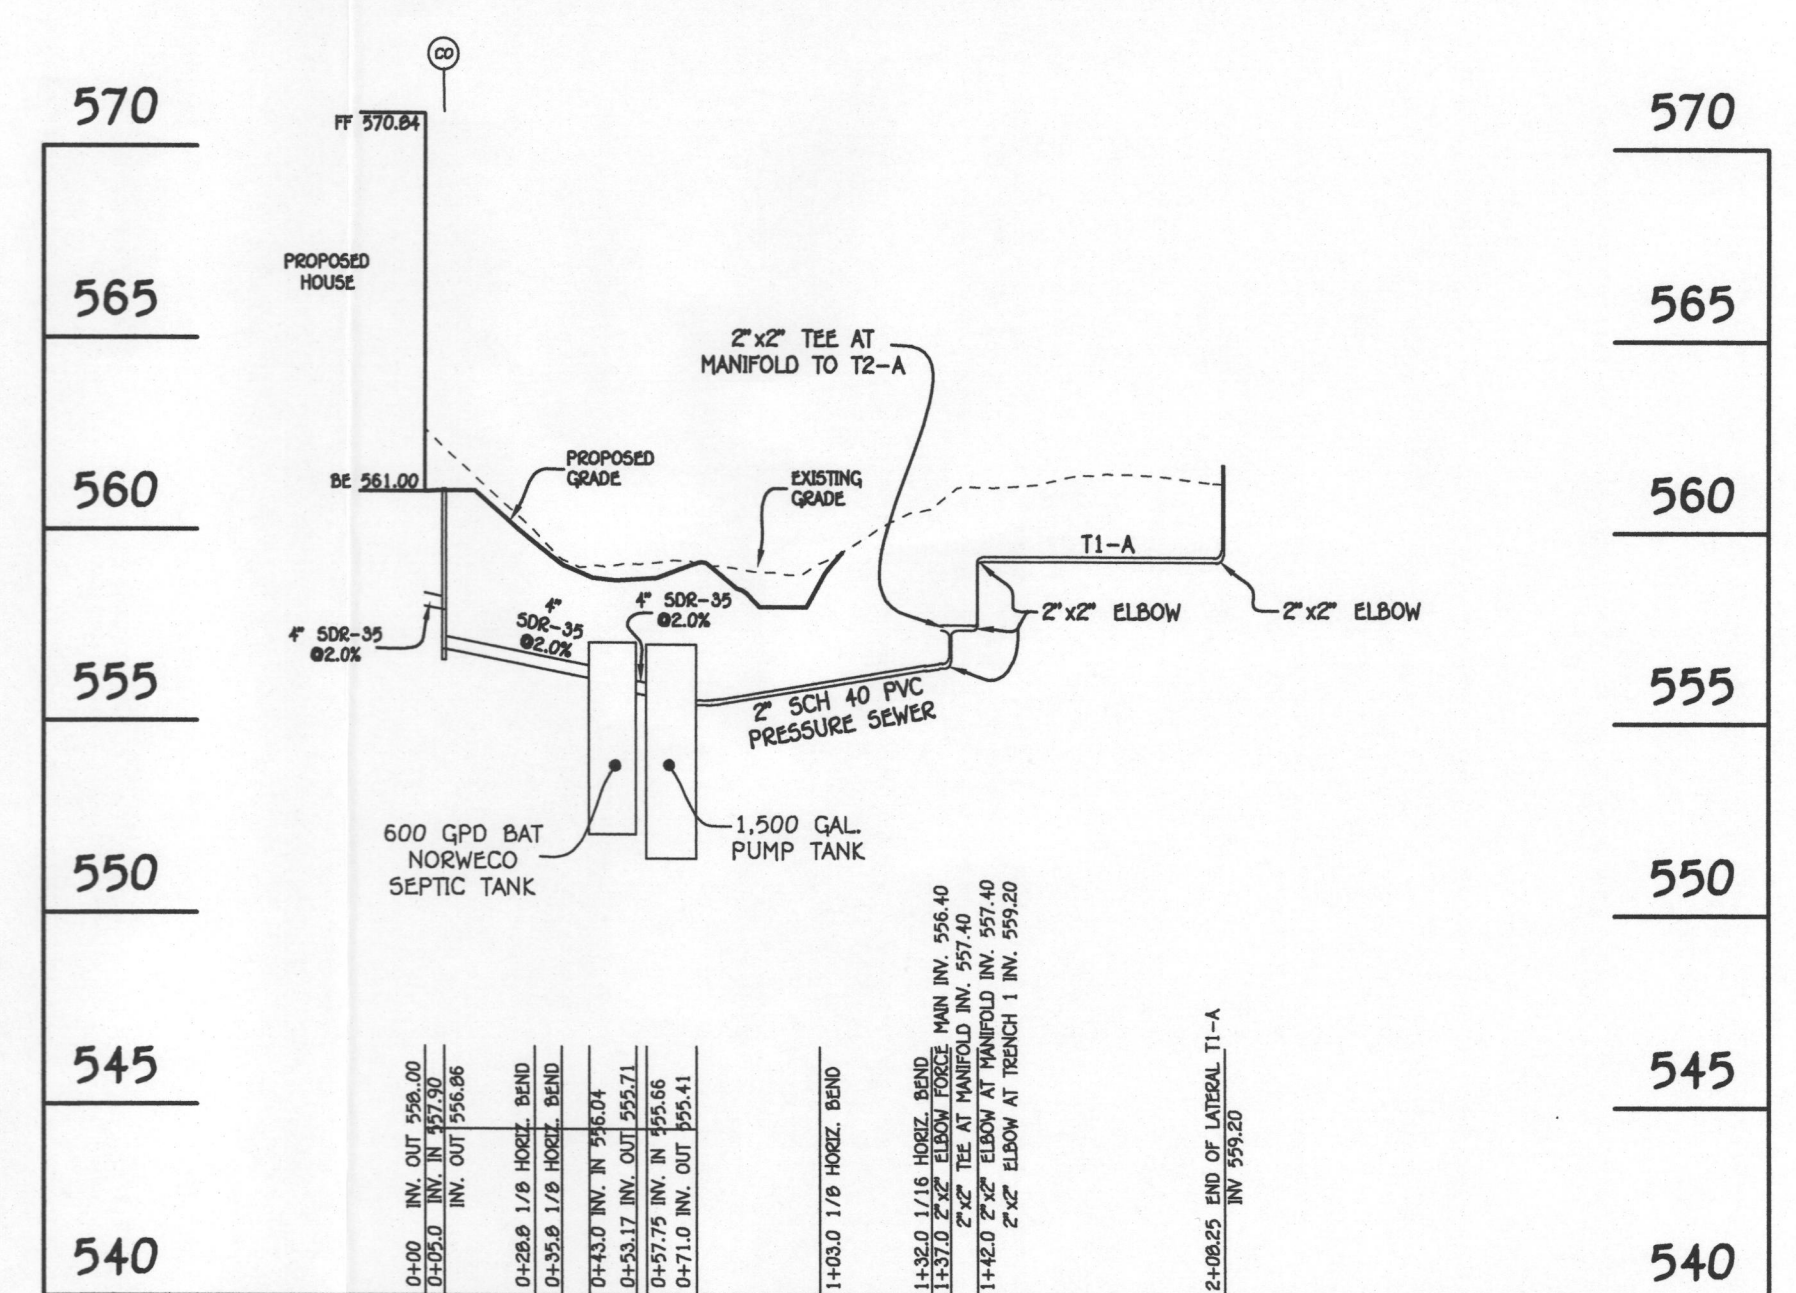 CO
570
570
FF 570.84
PROPOSED
HOUSE
565
565
2"x2" TEE AT
MANIFOLD TO T2-A
PROPOSED
GRADE
EXISTING
GRADE
BE 561.00
560
560
T1-A
4" SDR-35
@2.0%
4"
SDR-35
@2.0%
4" SDR-35
@2.0%
2"x2" ELBOW
2"x2" ELBOW
555
555
2" SCH 40 PVC
PRESSURE SEWER
600 GPD BAT
NORWECO
SEPTIC TANK
1,500 GAL.
PUMP TANK
550
550
545
545
0+00 INV. OUT 558.00
0+05.0 INV. IN 557.90
INV. OUT 556.86
0+28.8 1/8 HORIZ. BEND
0+35.8 1/8 HORIZ. BEND
0+43.0 INV. IN 556.04
0+53.17 INV. OUT 555.71
0+57.75 INV. IN 555.66
0+71.0 INV. OUT 555.41
1+03.0 1/8 HORIZ. BEND
1+32.0 1/16 HORIZ. BEND
1+37.0 2"x2" ELBOW FORCE MAIN INV. 556.40
2"x2" TEE AT MANIFOLD INV. 557.40
1+42.0 2"x2" ELBOW AT MANIFOLD INV. 557.40
2"x2" ELBOW AT TRENCH 1 INV. 559.20
2+08.25 END OF LATERAL T1-A
INV 559.20
540
540